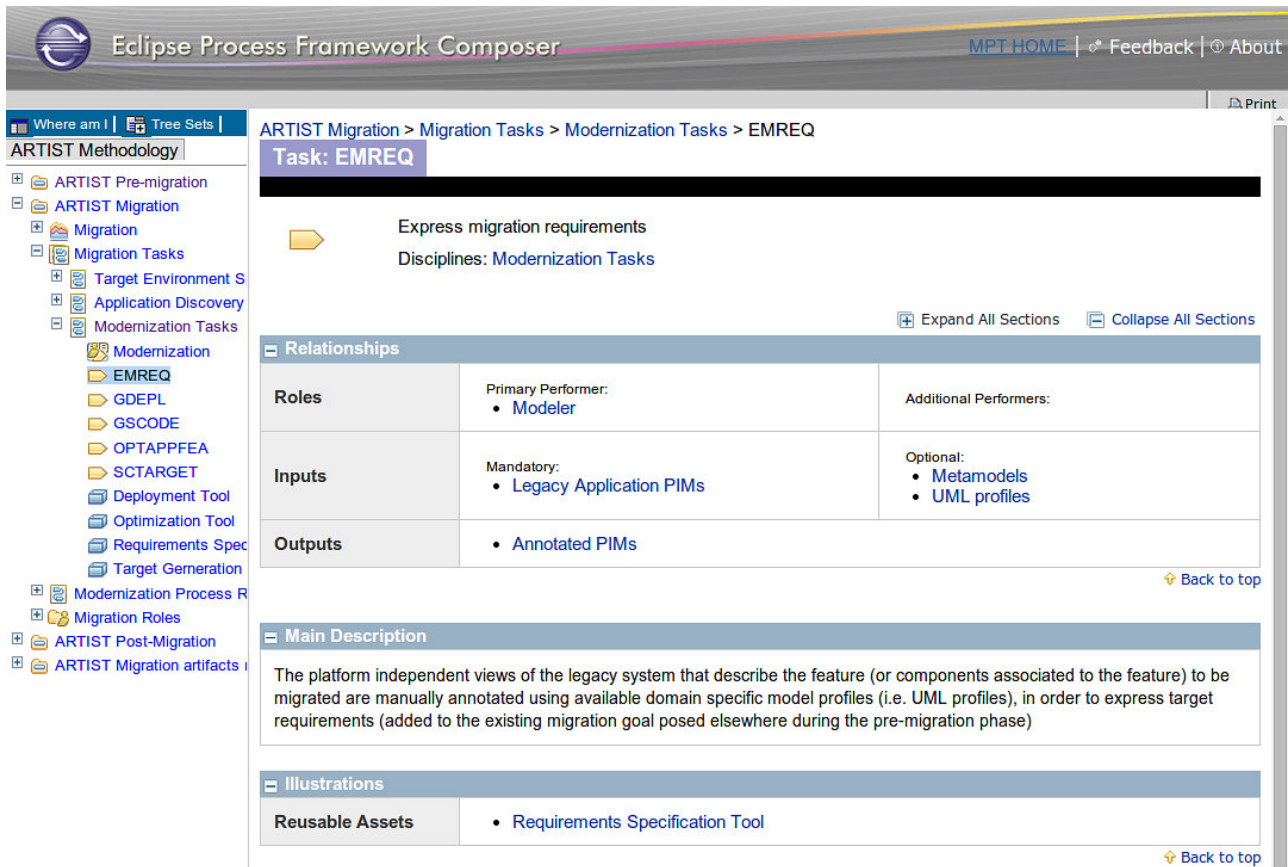 Eclipse Process Framework Composer
MPT HOME | Feedback | About
Print
Where am I | Tree Sets |
ARTIST Methodology
ARTIST Pre-migration
ARTIST Migration
Migration
Migration Tasks
Target Environment S
Application Discovery
Modernization Tasks
Modernization
EMREQ
GDEPL
GSCODE
OPTAPPFEA
SCTARGET
Deployment Tool
Optimization Tool
Requirements Spec
Target Gerneration
Modernization Process R
Migration Roles
ARTIST Post-Migration
ARTIST Migration artifacts
ARTIST Migration > Migration Tasks > Modernization Tasks > EMREQ
Task: EMREQ
Express migration requirements
Disciplines: Modernization Tasks
Expand All Sections Collapse All Sections
Relationships
Roles
Primary Performer:
• Modeler
Additional Performers:
Inputs
Mandatory:
• Legacy Application PIMs
Optional:
• Metamodels
• UML profiles
Outputs
• Annotated PIMs
Back to top
Main Description
The platform independent views of the legacy system that describe the feature (or components associated to the feature) to be
migrated are manually annotated using available domain specific model profiles (i.e. UML profiles), in order to express target
requirements (added to the existing migration goal posed elsewhere during the pre-migration phase)
Illustrations
Reusable Assets
• Requirements Specification Tool
Back to top